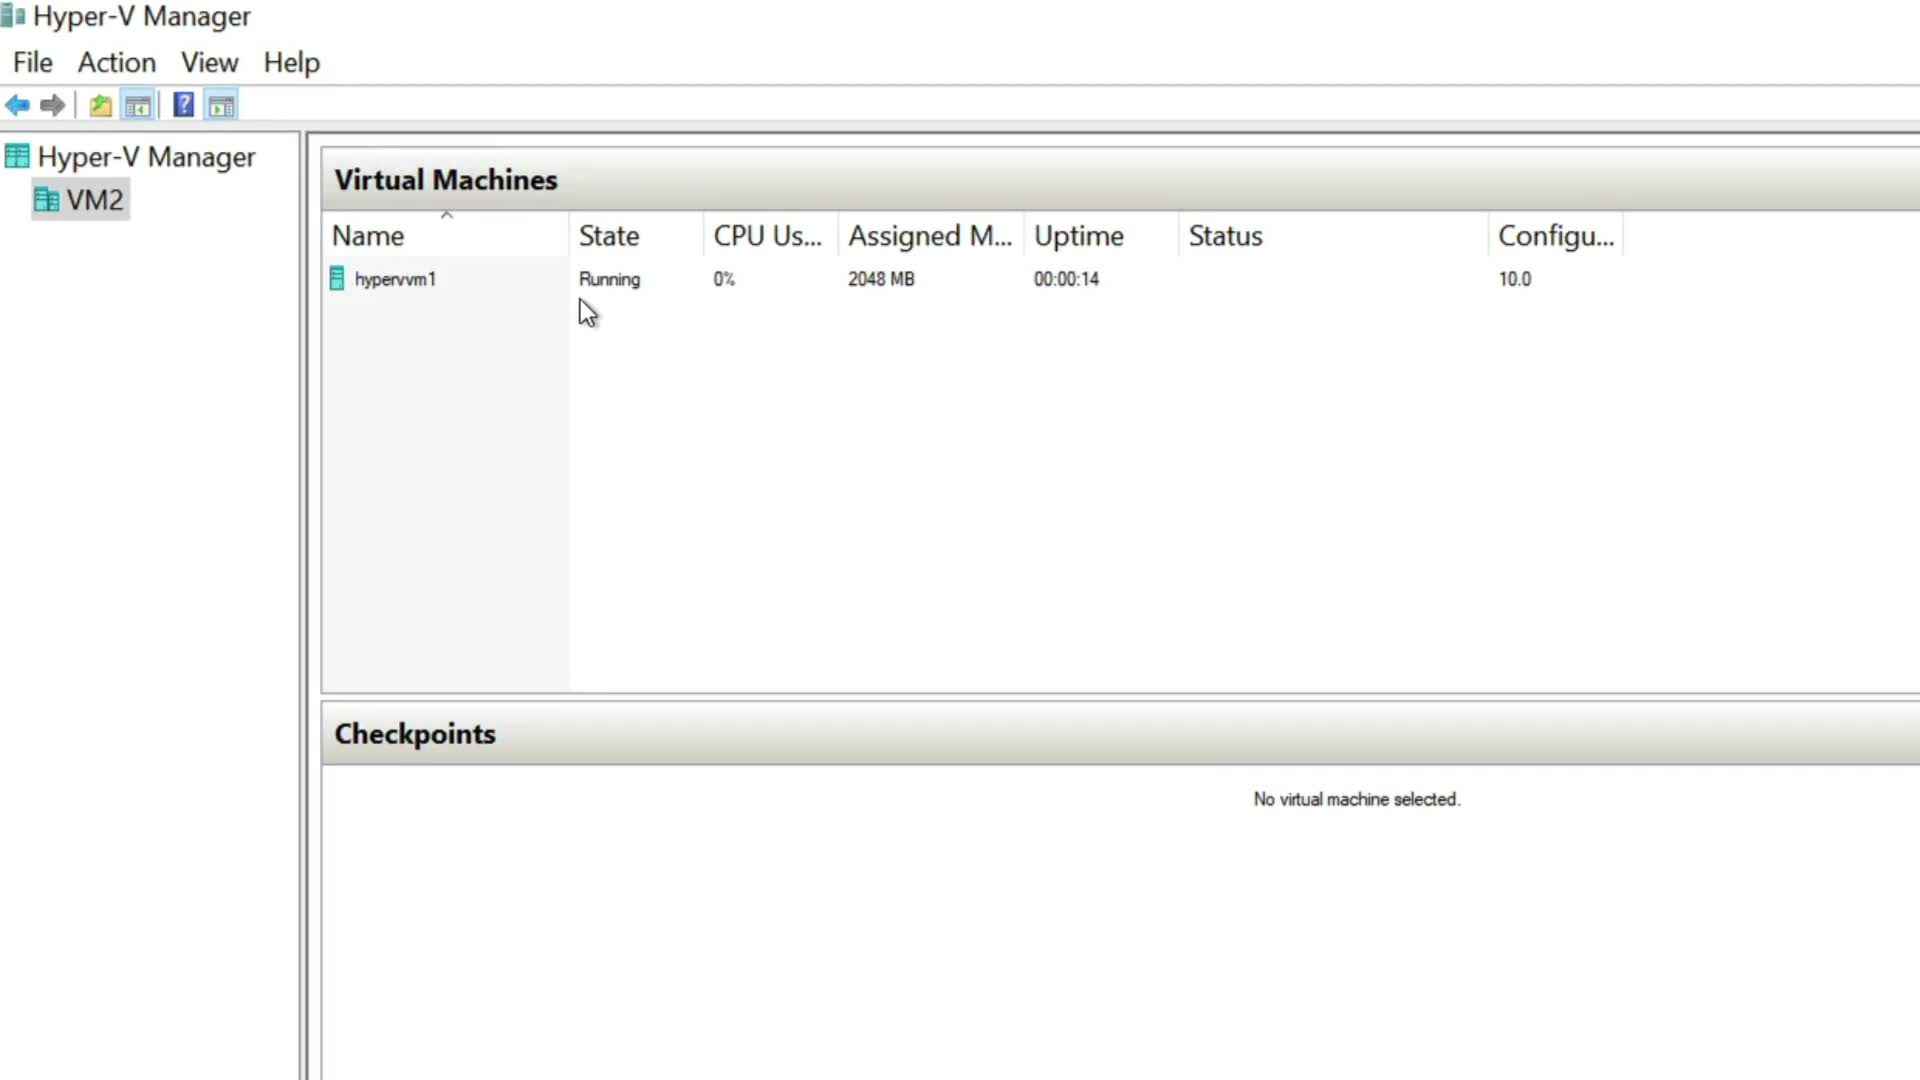 Hyper-V Manager
File Action View Help
Hyper-V Manager
VM2
Virtual Machines
Name State CPU Us... Assigned M... Uptime Status Configu...
hypervvm1 Running 0% 2048 MB 00:00:14 10.0
Checkpoints
No virtual machine selected.